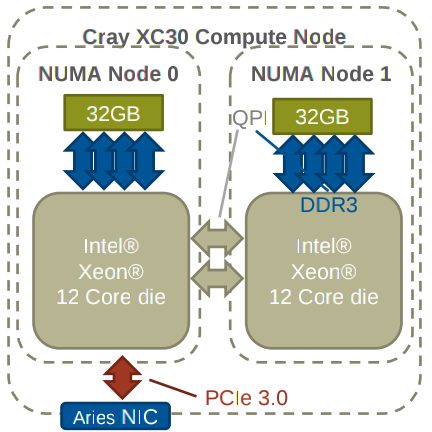 Cray XC30 Compute Node
NUMA Node 0
NUMA Node 1
32GB
QPI
32GB
DDR3
Intel®
Xeon®
12 Core die
Intel®
Xeon®
12 Core die
PCIe 3.0
Aries NIC